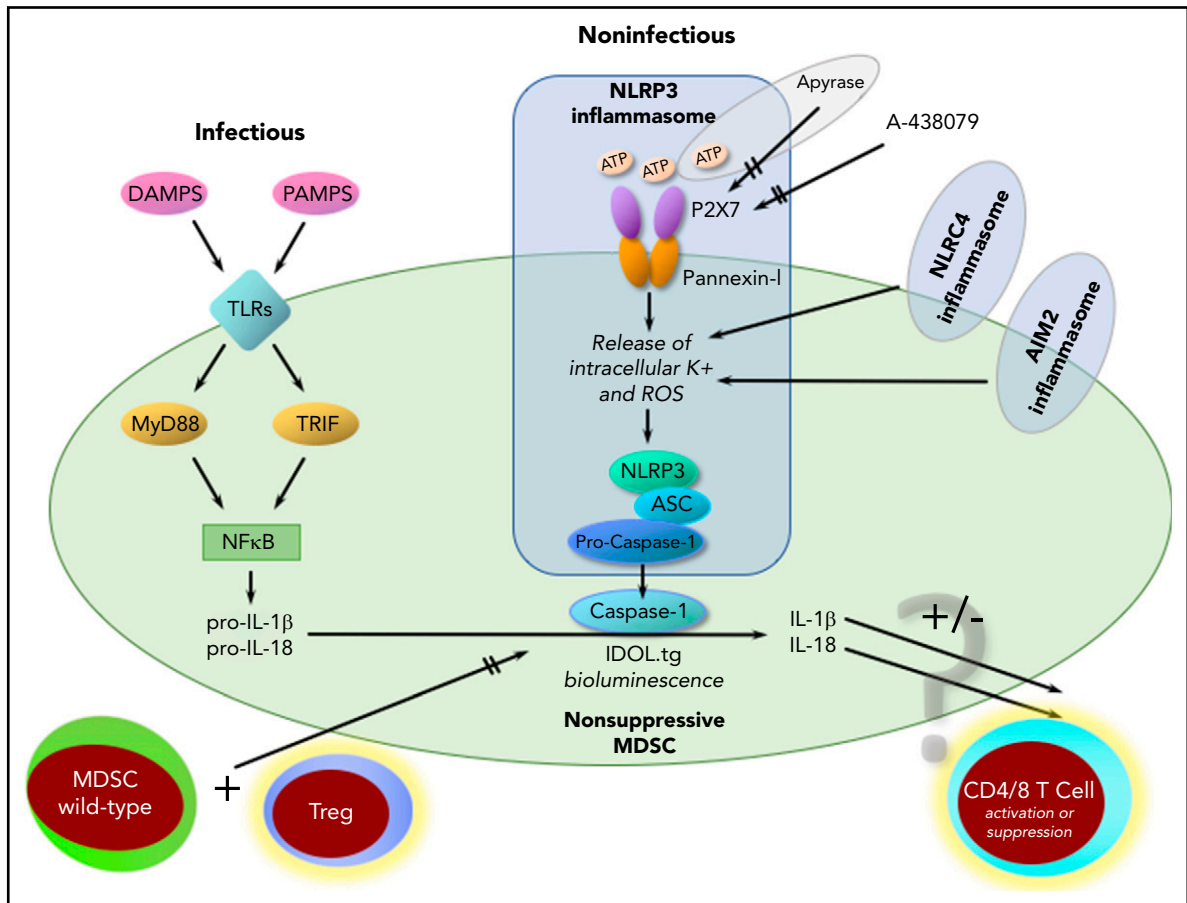 Noninfectious
Infectious
DAMPS
PAMPS
TLRs
MyD88
TRIF
NFκB
pro-IL-1β
pro-IL-18
NLRP3
inflammasome
ATP
ATP
ATP
Apyrase
A-438079
P2X7
Pannexin-I
Release of
intracellular K+
and ROS
NLRP3
ASC
Pro-Caspase-1
Caspase-1
IDOL.tg
bioluminescence
NLRC4
inflammasome
AIM2
inflammasome
IL-1β
IL-18
+/-
?
Nonsuppressive
MDSC
MDSC
wild-type
+
Treg
CD4/8 T Cell
activation or
suppression